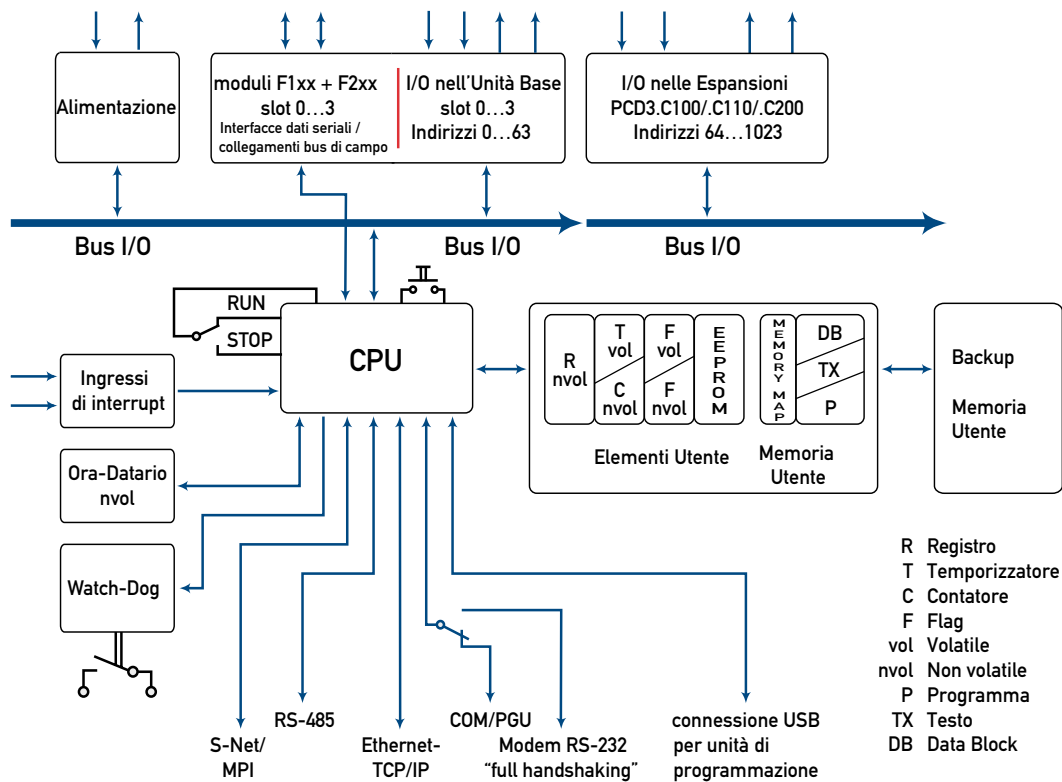 Alimentazione
moduli F1xx + F2xx
slot 0...3
Interfacce dati seriali /
collegamenti bus di campo
I/O nell'Unità Base
slot 0...3
Indirizzi 0...63
I/O nelle Espansioni
PCD3.C100/.C110/.C200
Indirizzi 64...1023
Bus I/O
Bus I/O
Bus I/O
RUN
STOP
CPU
Ingressi
di interrupt
Ora-Datario
nvol
Watch-Dog
R
nvol
T
vol
C
nvol
F
vol
F
nvol
EEPROM
MEMORY MAP
DB
TX
P
Elementi Utente
Memoria
Utente
Backup
Memoria
Utente
R Registro
T Temporizzatore
C Contatore
F Flag
vol Volatile
nvol Non volatile
P Programma
TX Testo
DB Data Block
S-Net/
MPI
RS-485
Ethernet-
TCP/IP
COM/PGU
Modem RS-232
"full handshaking"
connessione USB
per unità di
programmazione